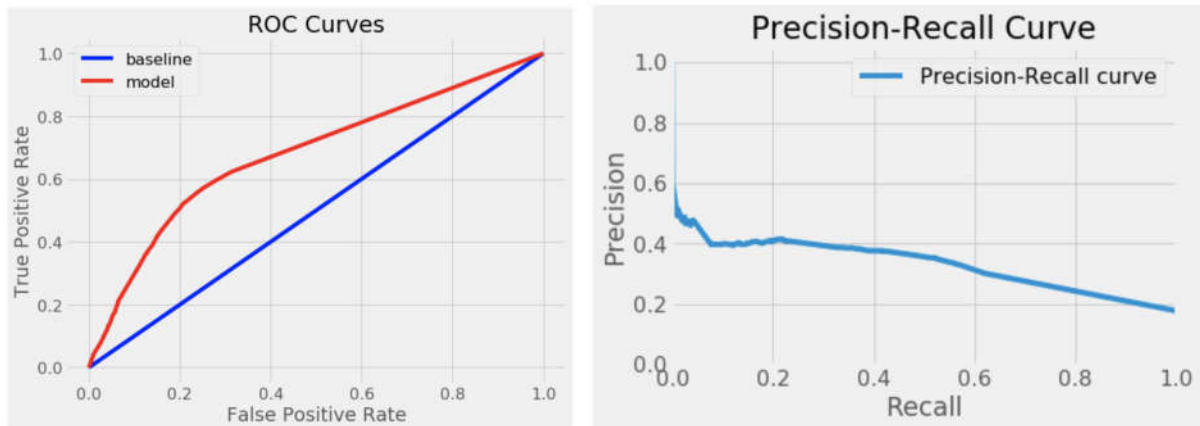 ROC Curves
baseline
model
1.0
0.8
0.6
0.4
0.2
0.0
True Positive Rate
0.0 0.2 0.4 0.6 0.8 1.0
False Positive Rate
Precision-Recall Curve
Precision-Recall curve
1.0
0.8
0.6
0.4
0.2
0.0
Precision
0.0 0.2 0.4 0.6 0.8 1.0
Recall